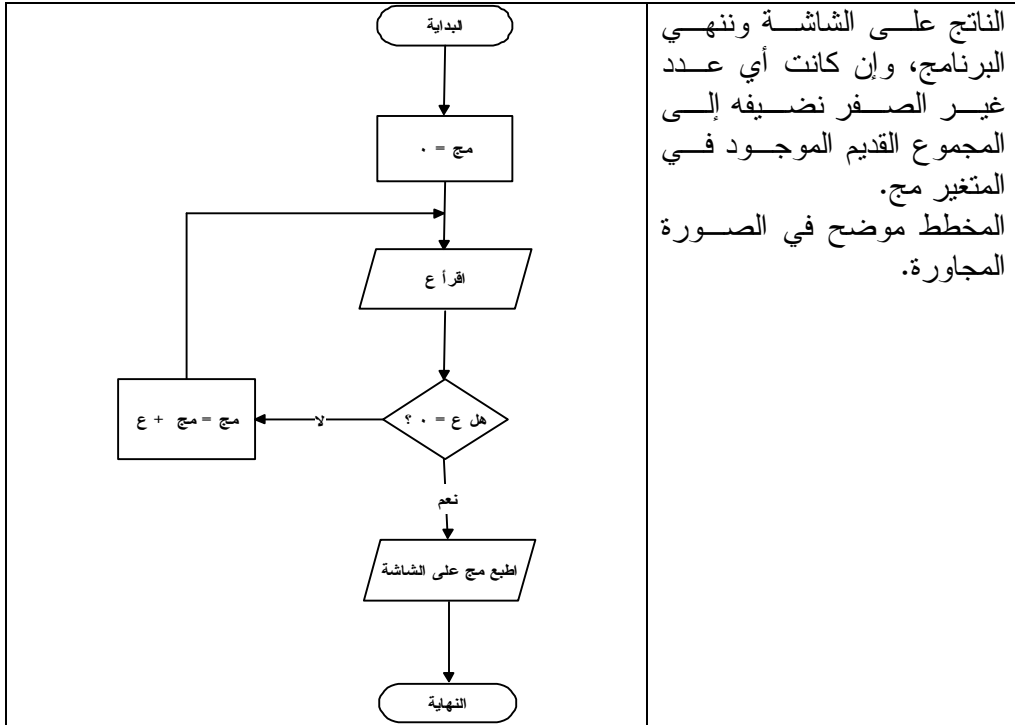 الناتج على الشاشة وننهي
البرنامج، وإن كانت أي عدد
غير الصفر نضيفه إلى
المجموع القديم الموجود في
المتغير مج.
المخطط موضح في الصورة
المجاورة.
البداية
مج = ٠
اقرأ ع
هل ع = ٠ ؟
لا
مج = مج + ع
نعم
اطبع مج على الشاشة
النهاية